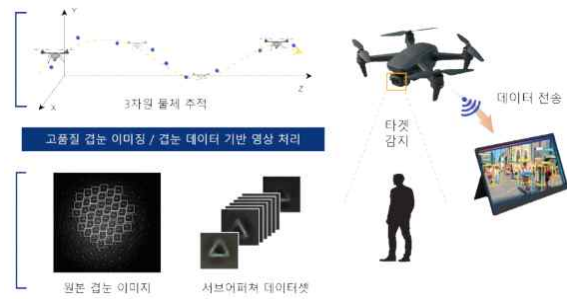 Y
X
Z
3차원 물체 추적
고품질 겹눈 이미징 / 겹눈 데이터 기반 영상 처리
원본 겹눈 이미지
서브어퍼쳐 데이터셋
데이터 전송
타겟
감지